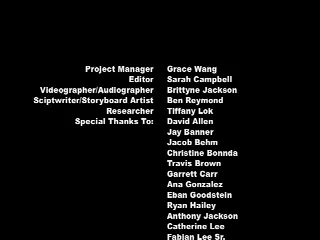 Project Manager Grace Wang
Editor Sarah Campbell
Videographer/Audiographer Brittyne Jackson
Sciptwriter/Storyboard Artist Ben Reymond
Researcher Tiffany Lok
Special Thanks To: David Allen
Jay Banner
Jacob Behm
Christine Bonnda
Travis Brown
Garrett Carr
Ana Gonzalez
Eban Goodstein
Ryan Hailey
Anthony Jackson
Catherine Lee
Fabian Lee Sr.